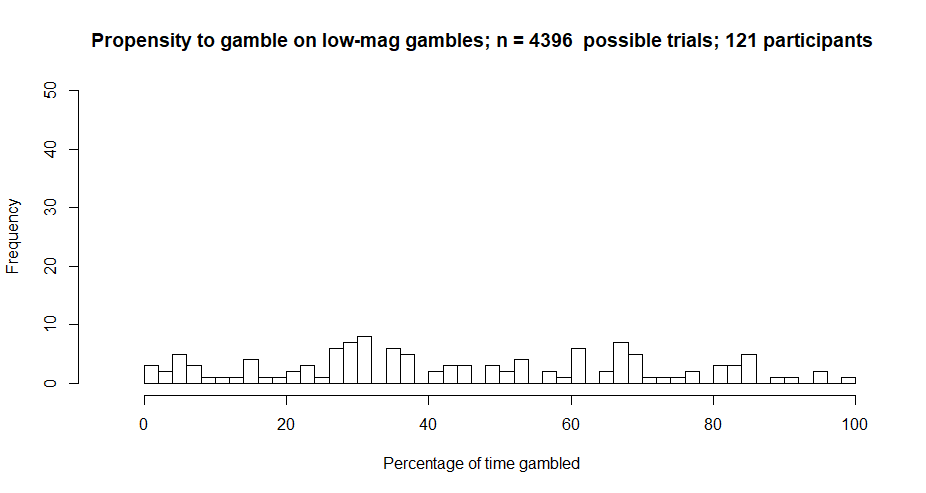 Propensity to gamble on low-mag gambles; n = 4396  possible trials; 121 participants
50
40
30
20
10
0
Frequency
0 20 40 60 80 100
Percentage of time gambled